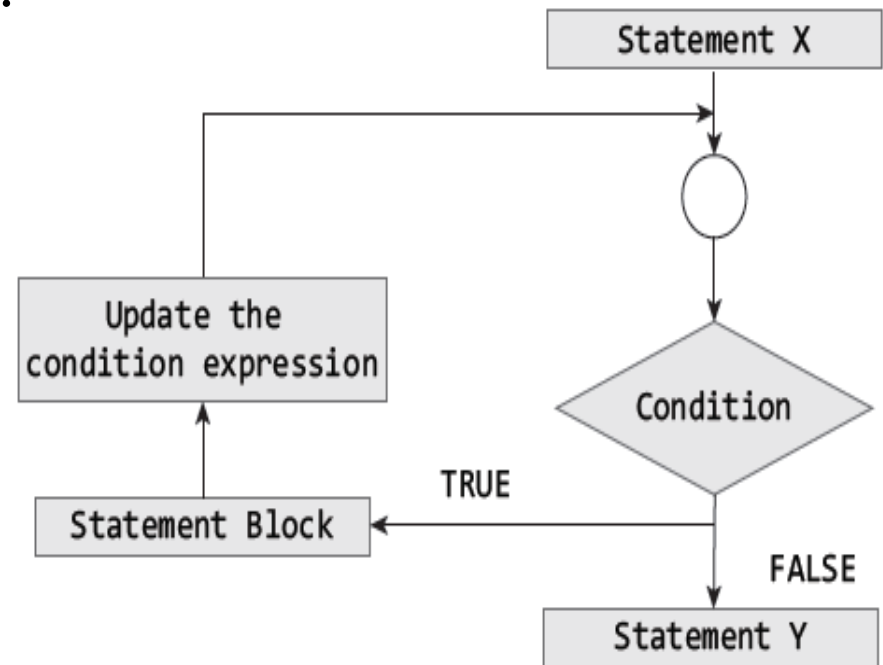 Statement X
Update the
condition expression
Condition
TRUE
Statement Block
FALSE
Statement Y